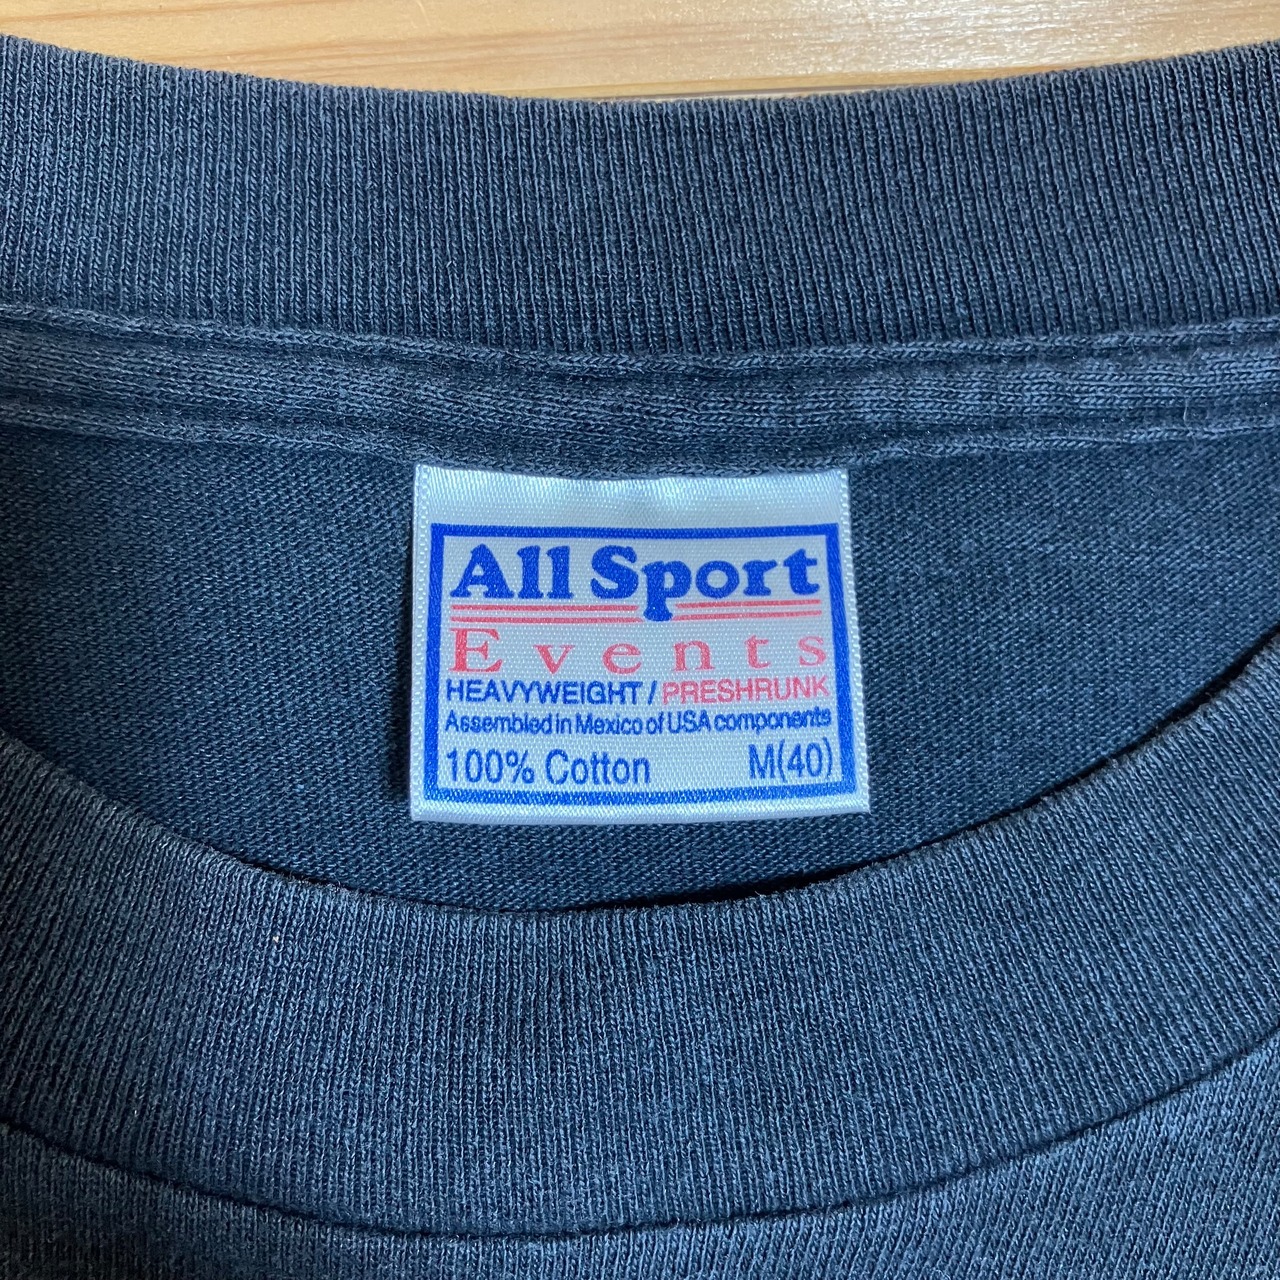 All Sport
Events
HEAVYWEIGHT / PRESHRUNK
Assembled in Mexico of USA components
100% Cotton M(40)